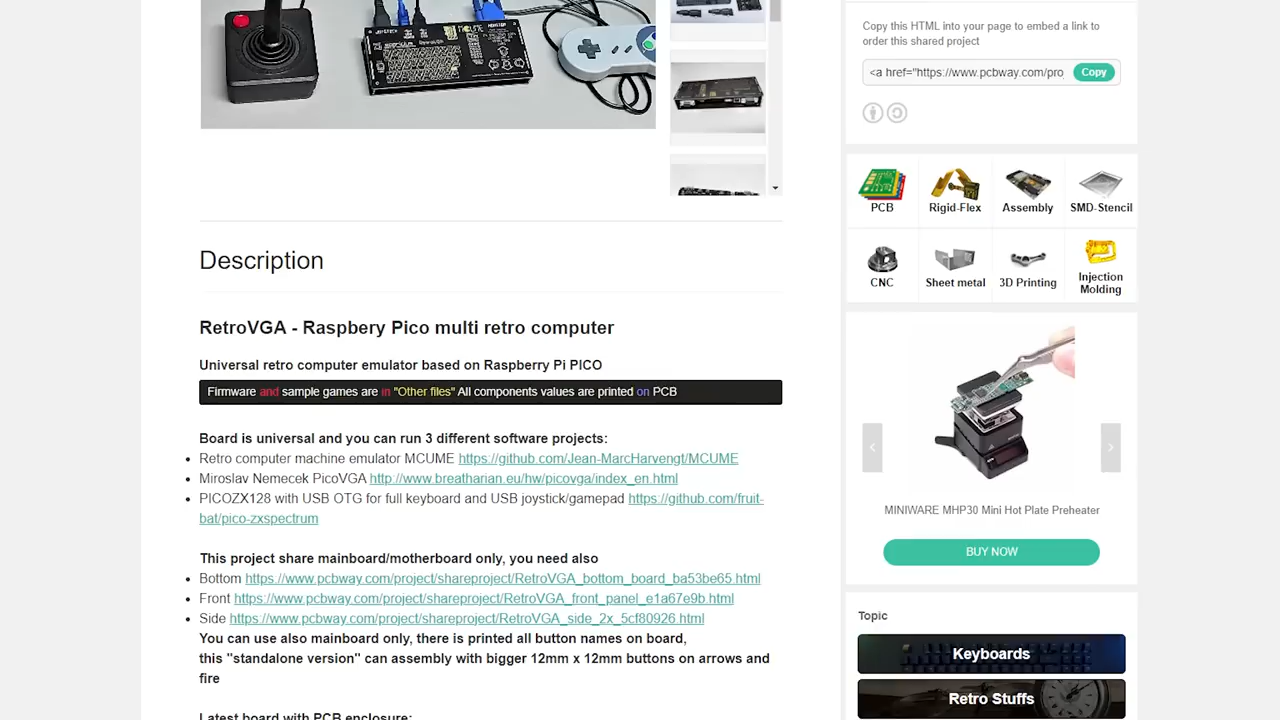 Description
RetroVGA - Raspbery Pico multi retro computer
Universal retro computer emulator based on Raspberry Pi PICO
Firmware and sample games are in "Other files" All components values are printed on PCB
Board is universal and you can run 3 different software projects:
Retro computer machine emulator MCUME https://github.com/Jean-MarcHarvengt/MCUME
Miroslav Nemecek PicoVGA http://www.breatharian.eu/hw/picovga/index_en.html
PICOZX128 with USB OTG for full keyboard and USB joystick/gamepad https://github.com/fruit-
bat/pico-zxspectrum
This project share mainboard/motherboard only, you need also
Bottom https://www.pcbway.com/project/shareproject/RetroVGA_bottom_board_ba53be65.html
Front https://www.pcbway.com/project/shareproject/RetroVGA_front_panel_e1a67e9b.html
Side https://www.pcbway.com/project/shareproject/RetroVGA_side_2x_5cf80926.html
You can use also mainboard only, there is printed all button names on board,
this "standalone version" can assembly with bigger 12mm x 12mm buttons on arrows and
fire
Latest board with PCB enclosure:
Copy this HTML into your page to embed a link to
order this shared project
<a href="https://www.pcbway.com/pro
Copy
PCB
Rigid-Flex
Assembly
SMD-Stencil
CNC
Sheet metal
3D Printing
Injection
Molding
MINIWARE MHP30 Mini Hot Plate Preheater
BUY NOW
Topic
Keyboards
Retro Stuffs